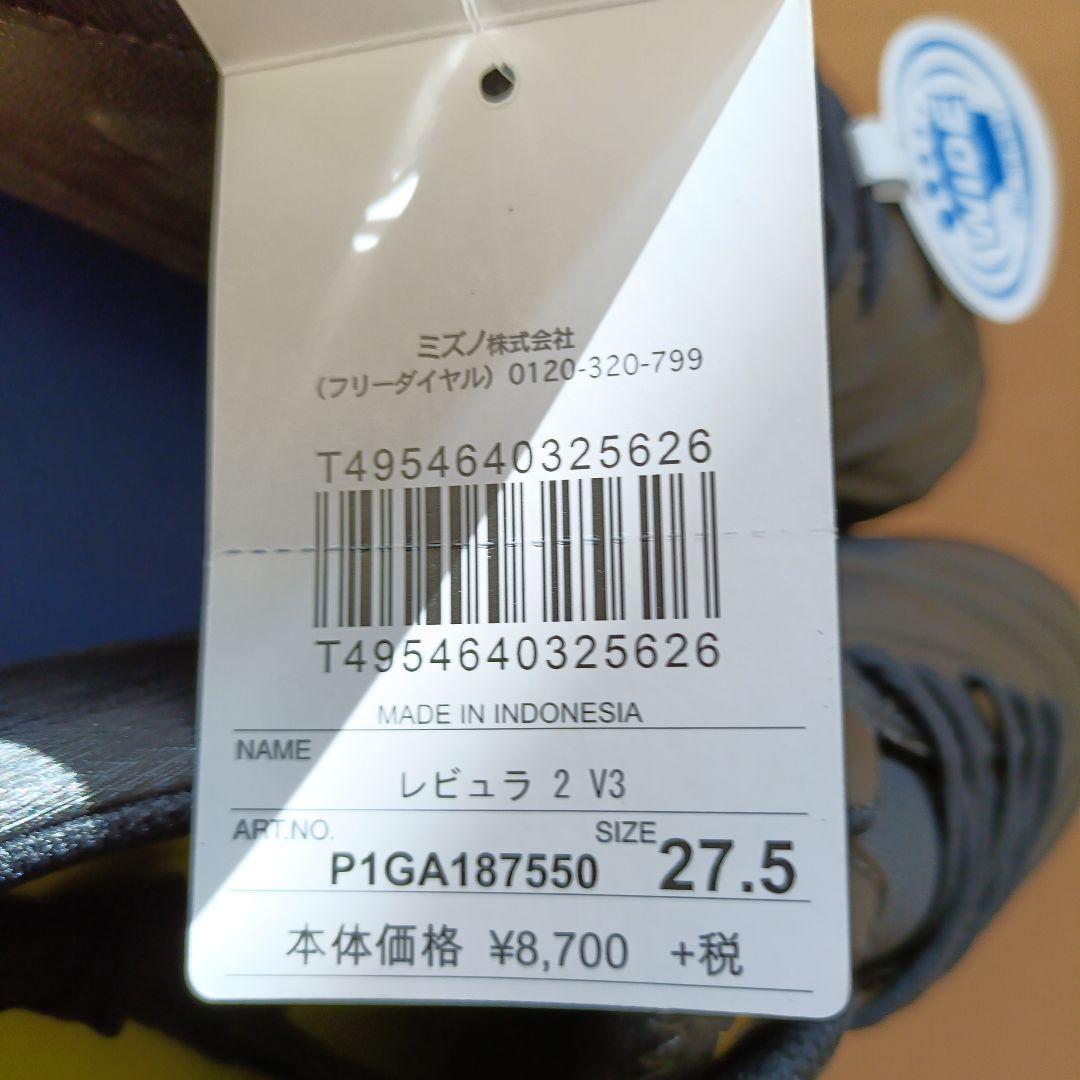 ミズノ株式会社
(フリーダイヤル) 0120-320-799
T4954640325626
T4954640325626
MADE IN INDONESIA
NAME
レビュラ 2 V3
ART.NO.
SIZE
P1GA187550
27.5
本体価格 ¥8,700 +税
WIDE